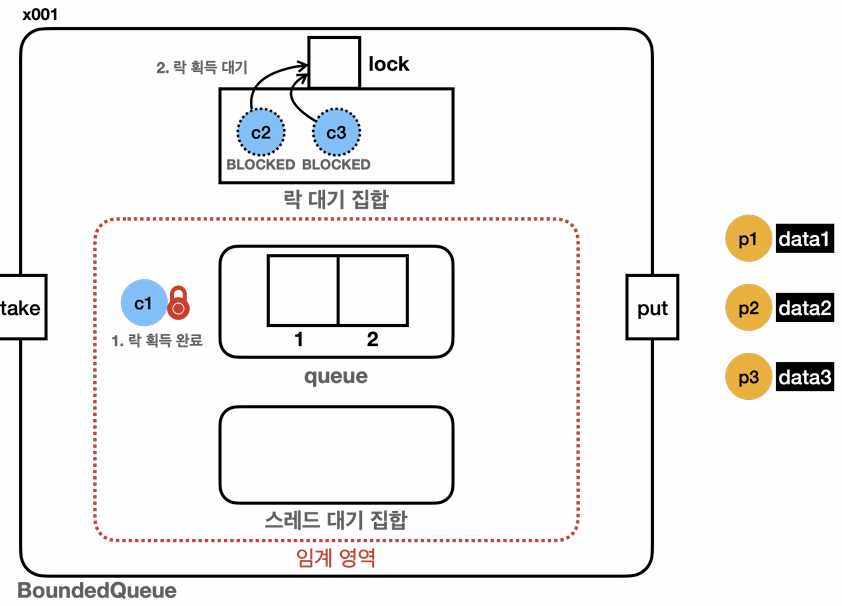 x001
2. 락 획득 대기
lock
c2
c3
BLOCKED
BLOCKED
락 대기 집합
take
c1
1. 락 획득 완료
1
2
queue
put
p1
data1
p2
data2
p3
data3
스레드 대기 집합
임계 영역
BoundedQueue